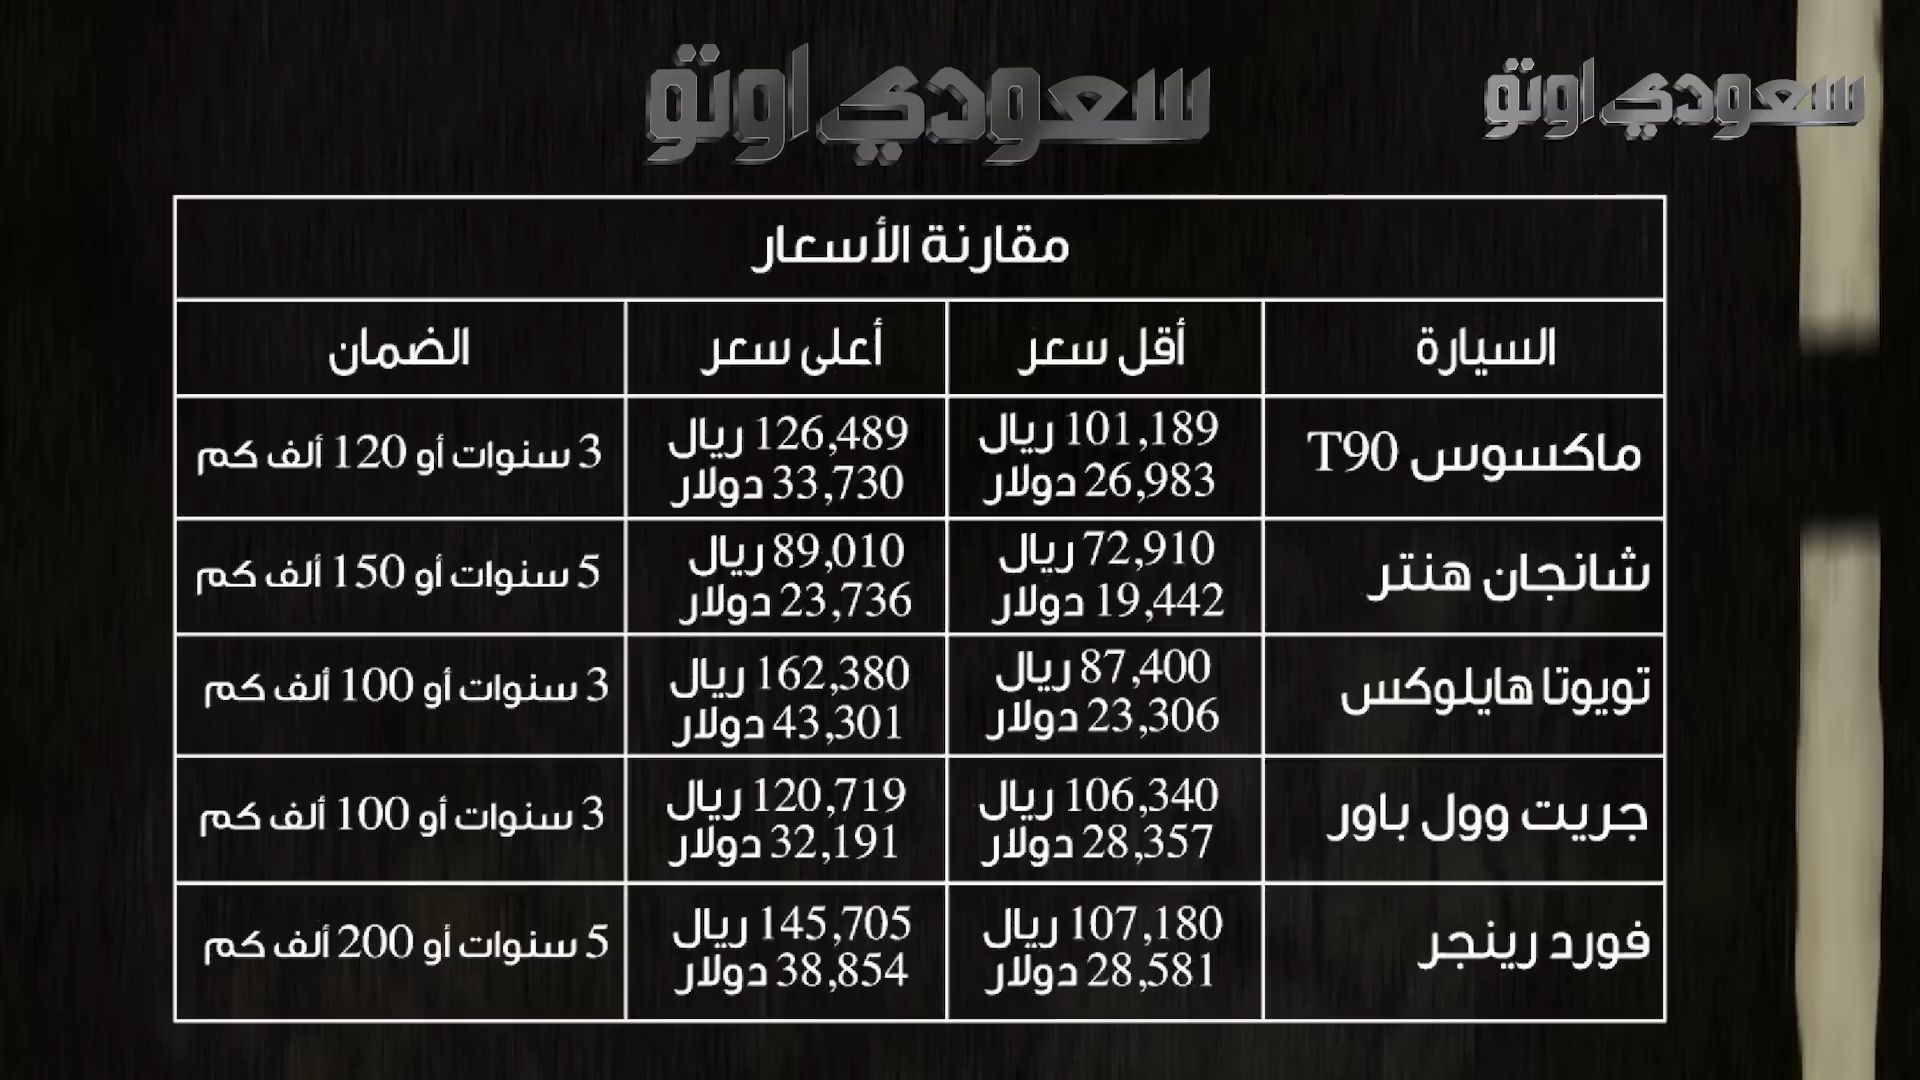 سعودي اوتو
سعودي اوتو
مقارنة الأسعار
السيارة أقل سعر أعلى سعر الضمان
ماكسوس T90
101,189 ريال
26,983 دولار
126,489 ريال
33,730 دولار
3 سنوات أو 120 ألف كم
شانجان هنتر
72,910 ريال
19,442 دولار
89,010 ريال
23,736 دولار
5 سنوات أو 150 ألف كم
تويوتا هايلوكس
87,400 ريال
23,306 دولار
162,380 ريال
43,301 دولار
3 سنوات أو 100 ألف كم
جريت وول باور
106,340 ريال
28,357 دولار
120,719 ريال
32,191 دولار
3 سنوات أو 100 ألف كم
فورد رينجر
107,180 ريال
28,581 دولار
145,705 ريال
38,854 دولار
5 سنوات أو 200 ألف كم